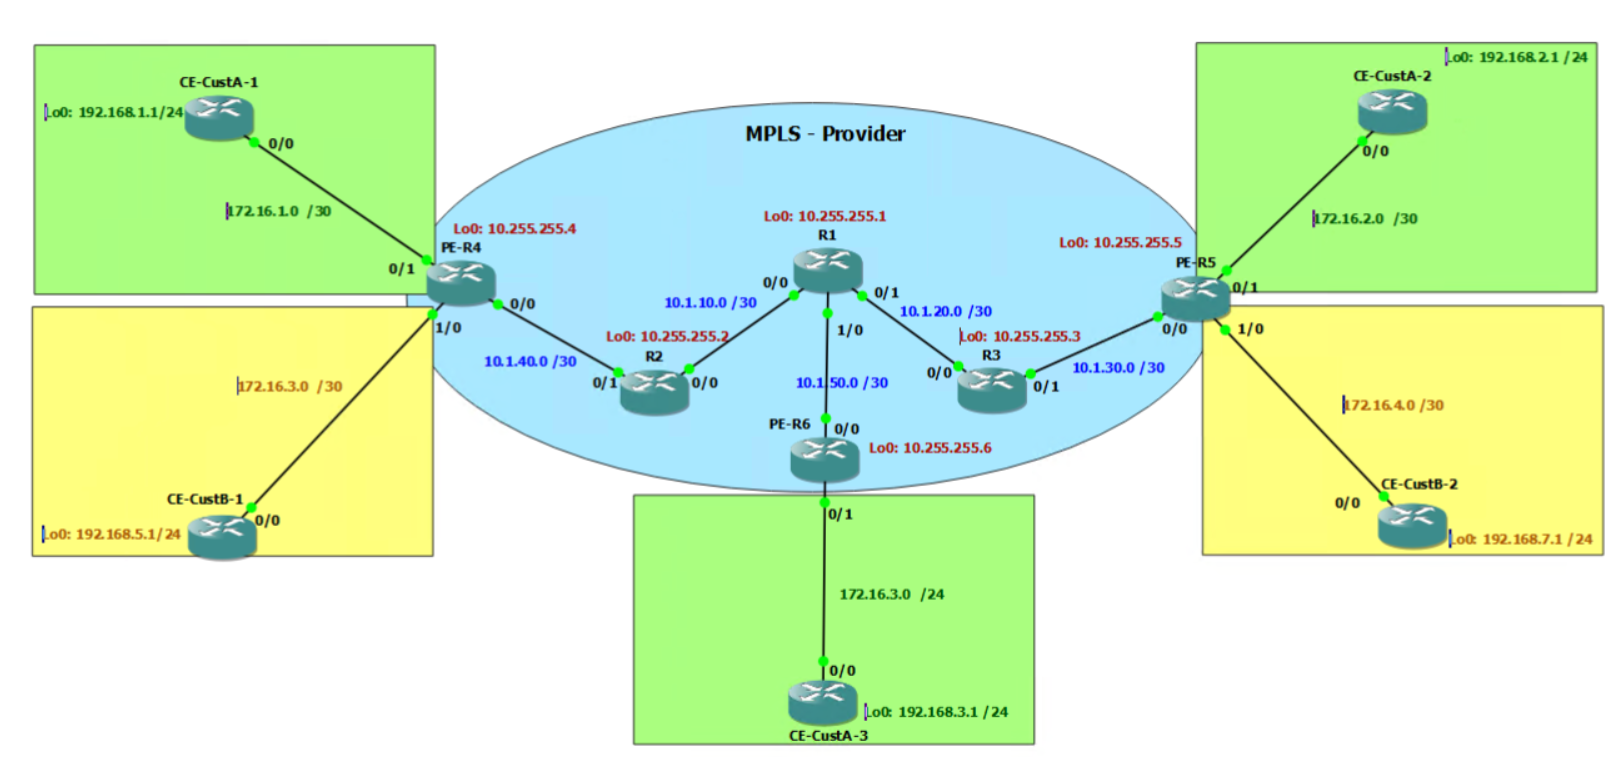 CE-CustA-1
Lo0: 192.168.1.1/24
0/0
172.16.1.0 /30
0/1
CE-CustB-1
Lo0: 192.168.5.1/24
0/0
172.16.3.0 /30
1/0
MPLS - Provider
Lo0: 10.255.255.4
PE-R4
0/0
10.1.40.0 /30
Lo0: 10.255.255.2
R2
0/1
0/0
10.1.10.0 /30
Lo0: 10.255.255.1
R1
0/0
0/1
1/0
10.1.20.0 /30
10.1.50.0 /30
PE-R6
0/0
Lo0: 10.255.255.6
0/1
Lo0: 10.255.255.3
R3
0/0
0/1
10.1.30.0 /30
Lo0: 10.255.255.5
PE-R5
0/1
0/0
1/0
Lo0: 192.168.2.1 /24
CE-CustA-2
0/0
172.16.2.0 /30
172.16.4.0 /30
CE-CustB-2
0/0
Lo0: 192.168.7.1 /24
172.16.3.0 /24
0/0
Lo0: 192.168.3.1 /24
CE-CustA-3